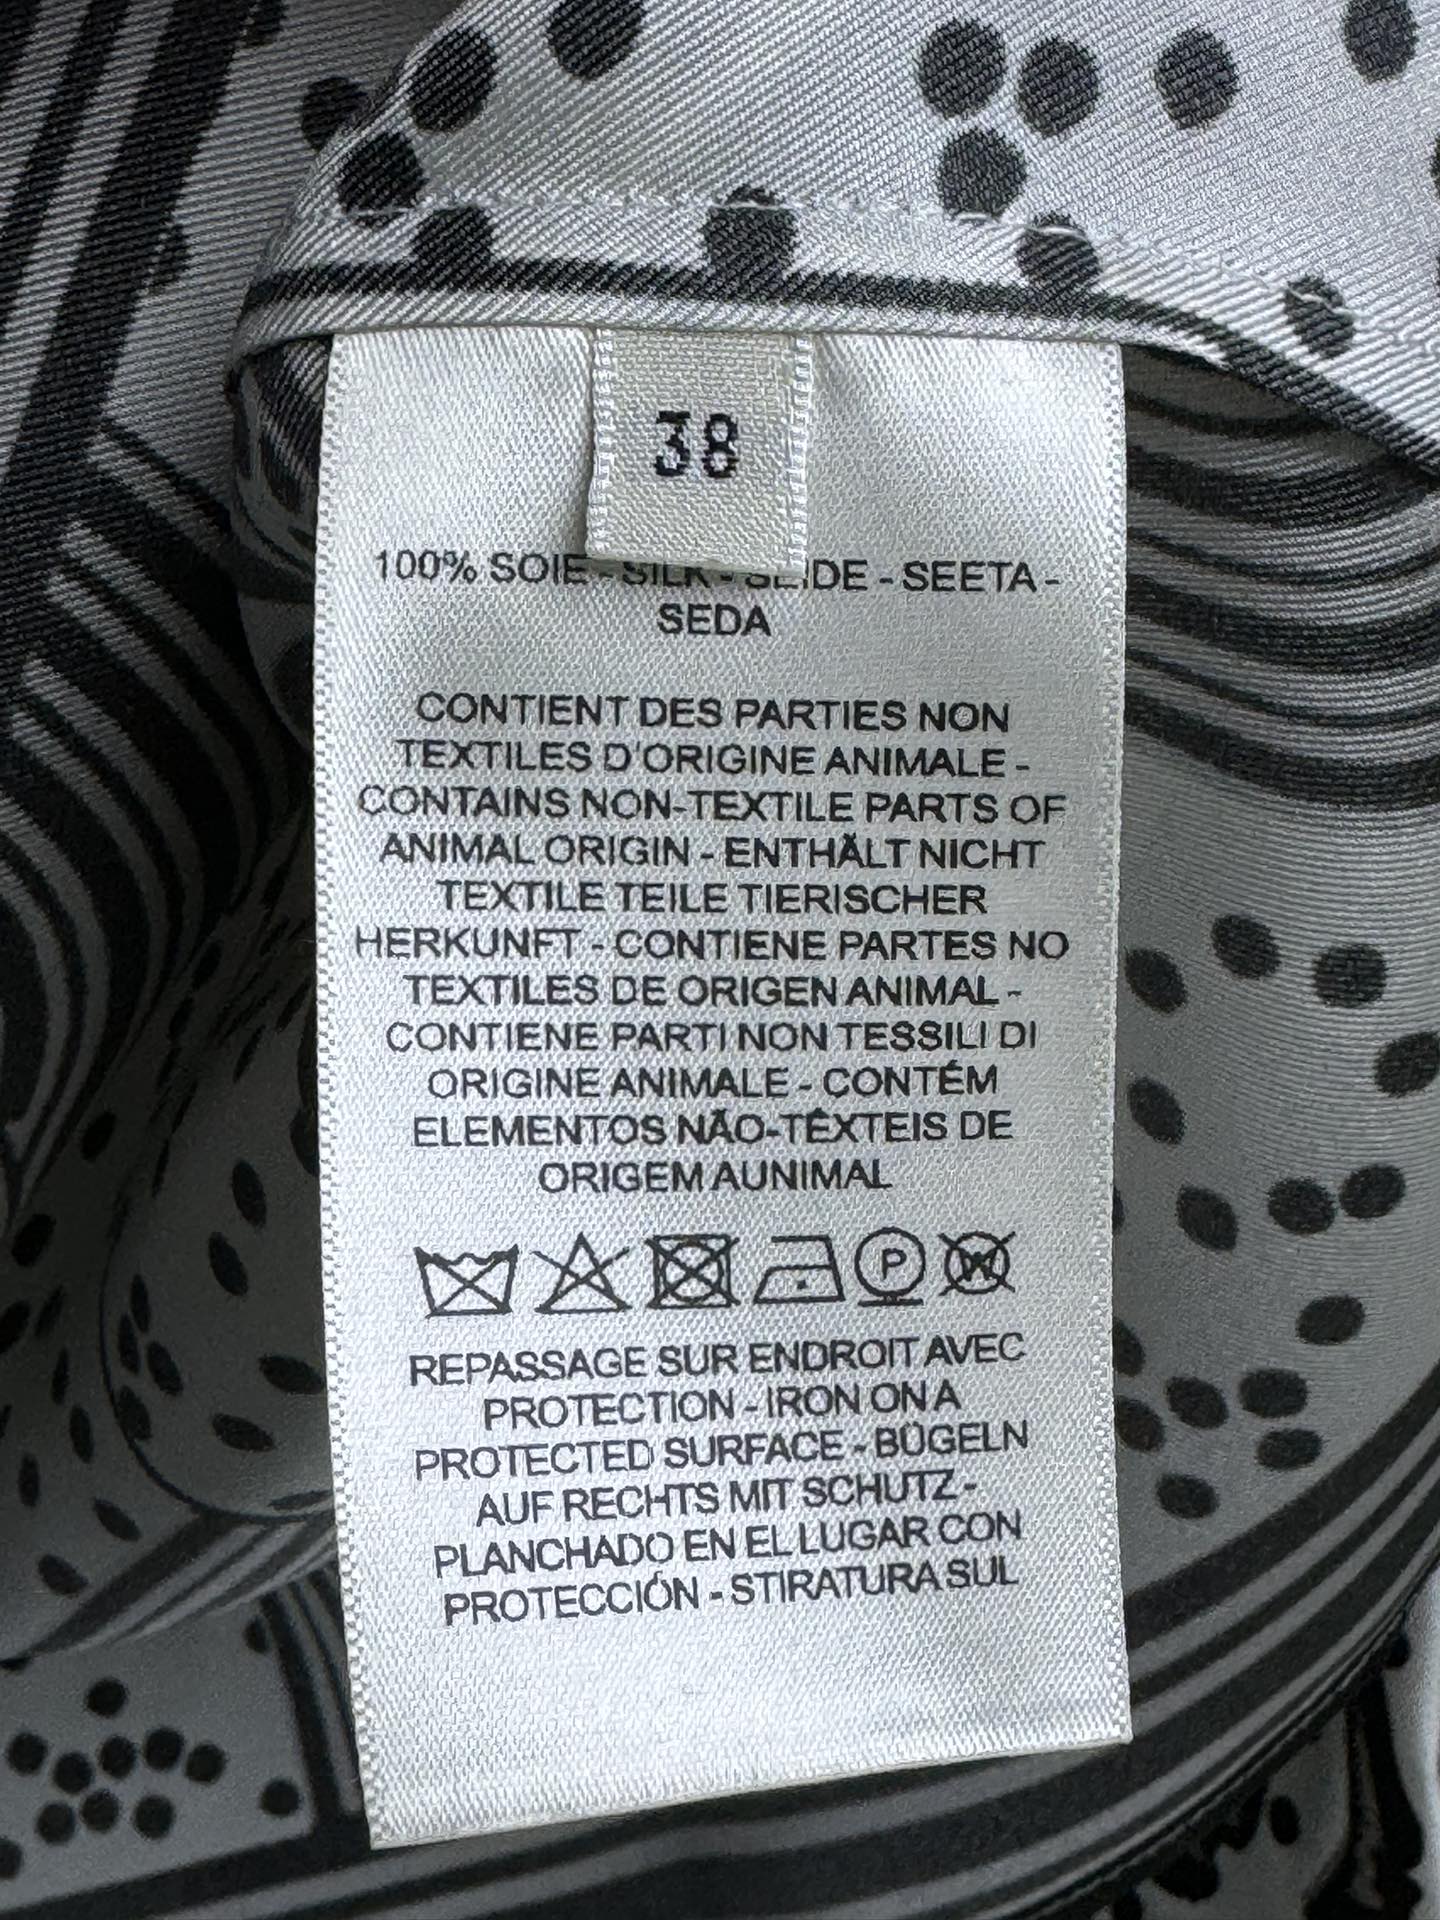 38
100% SOIE - SILK - SEIDE - SEETA -
SEDA
CONTIENT DES PARTIES NON
TEXTILES D'ORIGINE ANIMALE -
CONTAINS NON-TEXTILE PARTS OF
ANIMAL ORIGIN - ENTHÄLT NICHT
TEXTILE TEILE TIERISCHER
HERKUNFT - CONTIENE PARTES NO
TEXTILES DE ORIGEN ANIMAL -
CONTIENE PARTI NON TESSILI DI
ORIGINE ANIMALE - CONTÉM
ELEMENTOS NÃO-TÊXTEIS DE
ORIGEM AUNIMAL
P W
REPASSAGE SUR ENDROIT AVEC
PROTECTION - IRON ON A
PROTECTED SURFACE - BÜGELN
AUF RECHTS MIT SCHUTZ -
PLANCHADO EN EL LUGAR CON
PROTECCIÓN - STIRATURA SUL